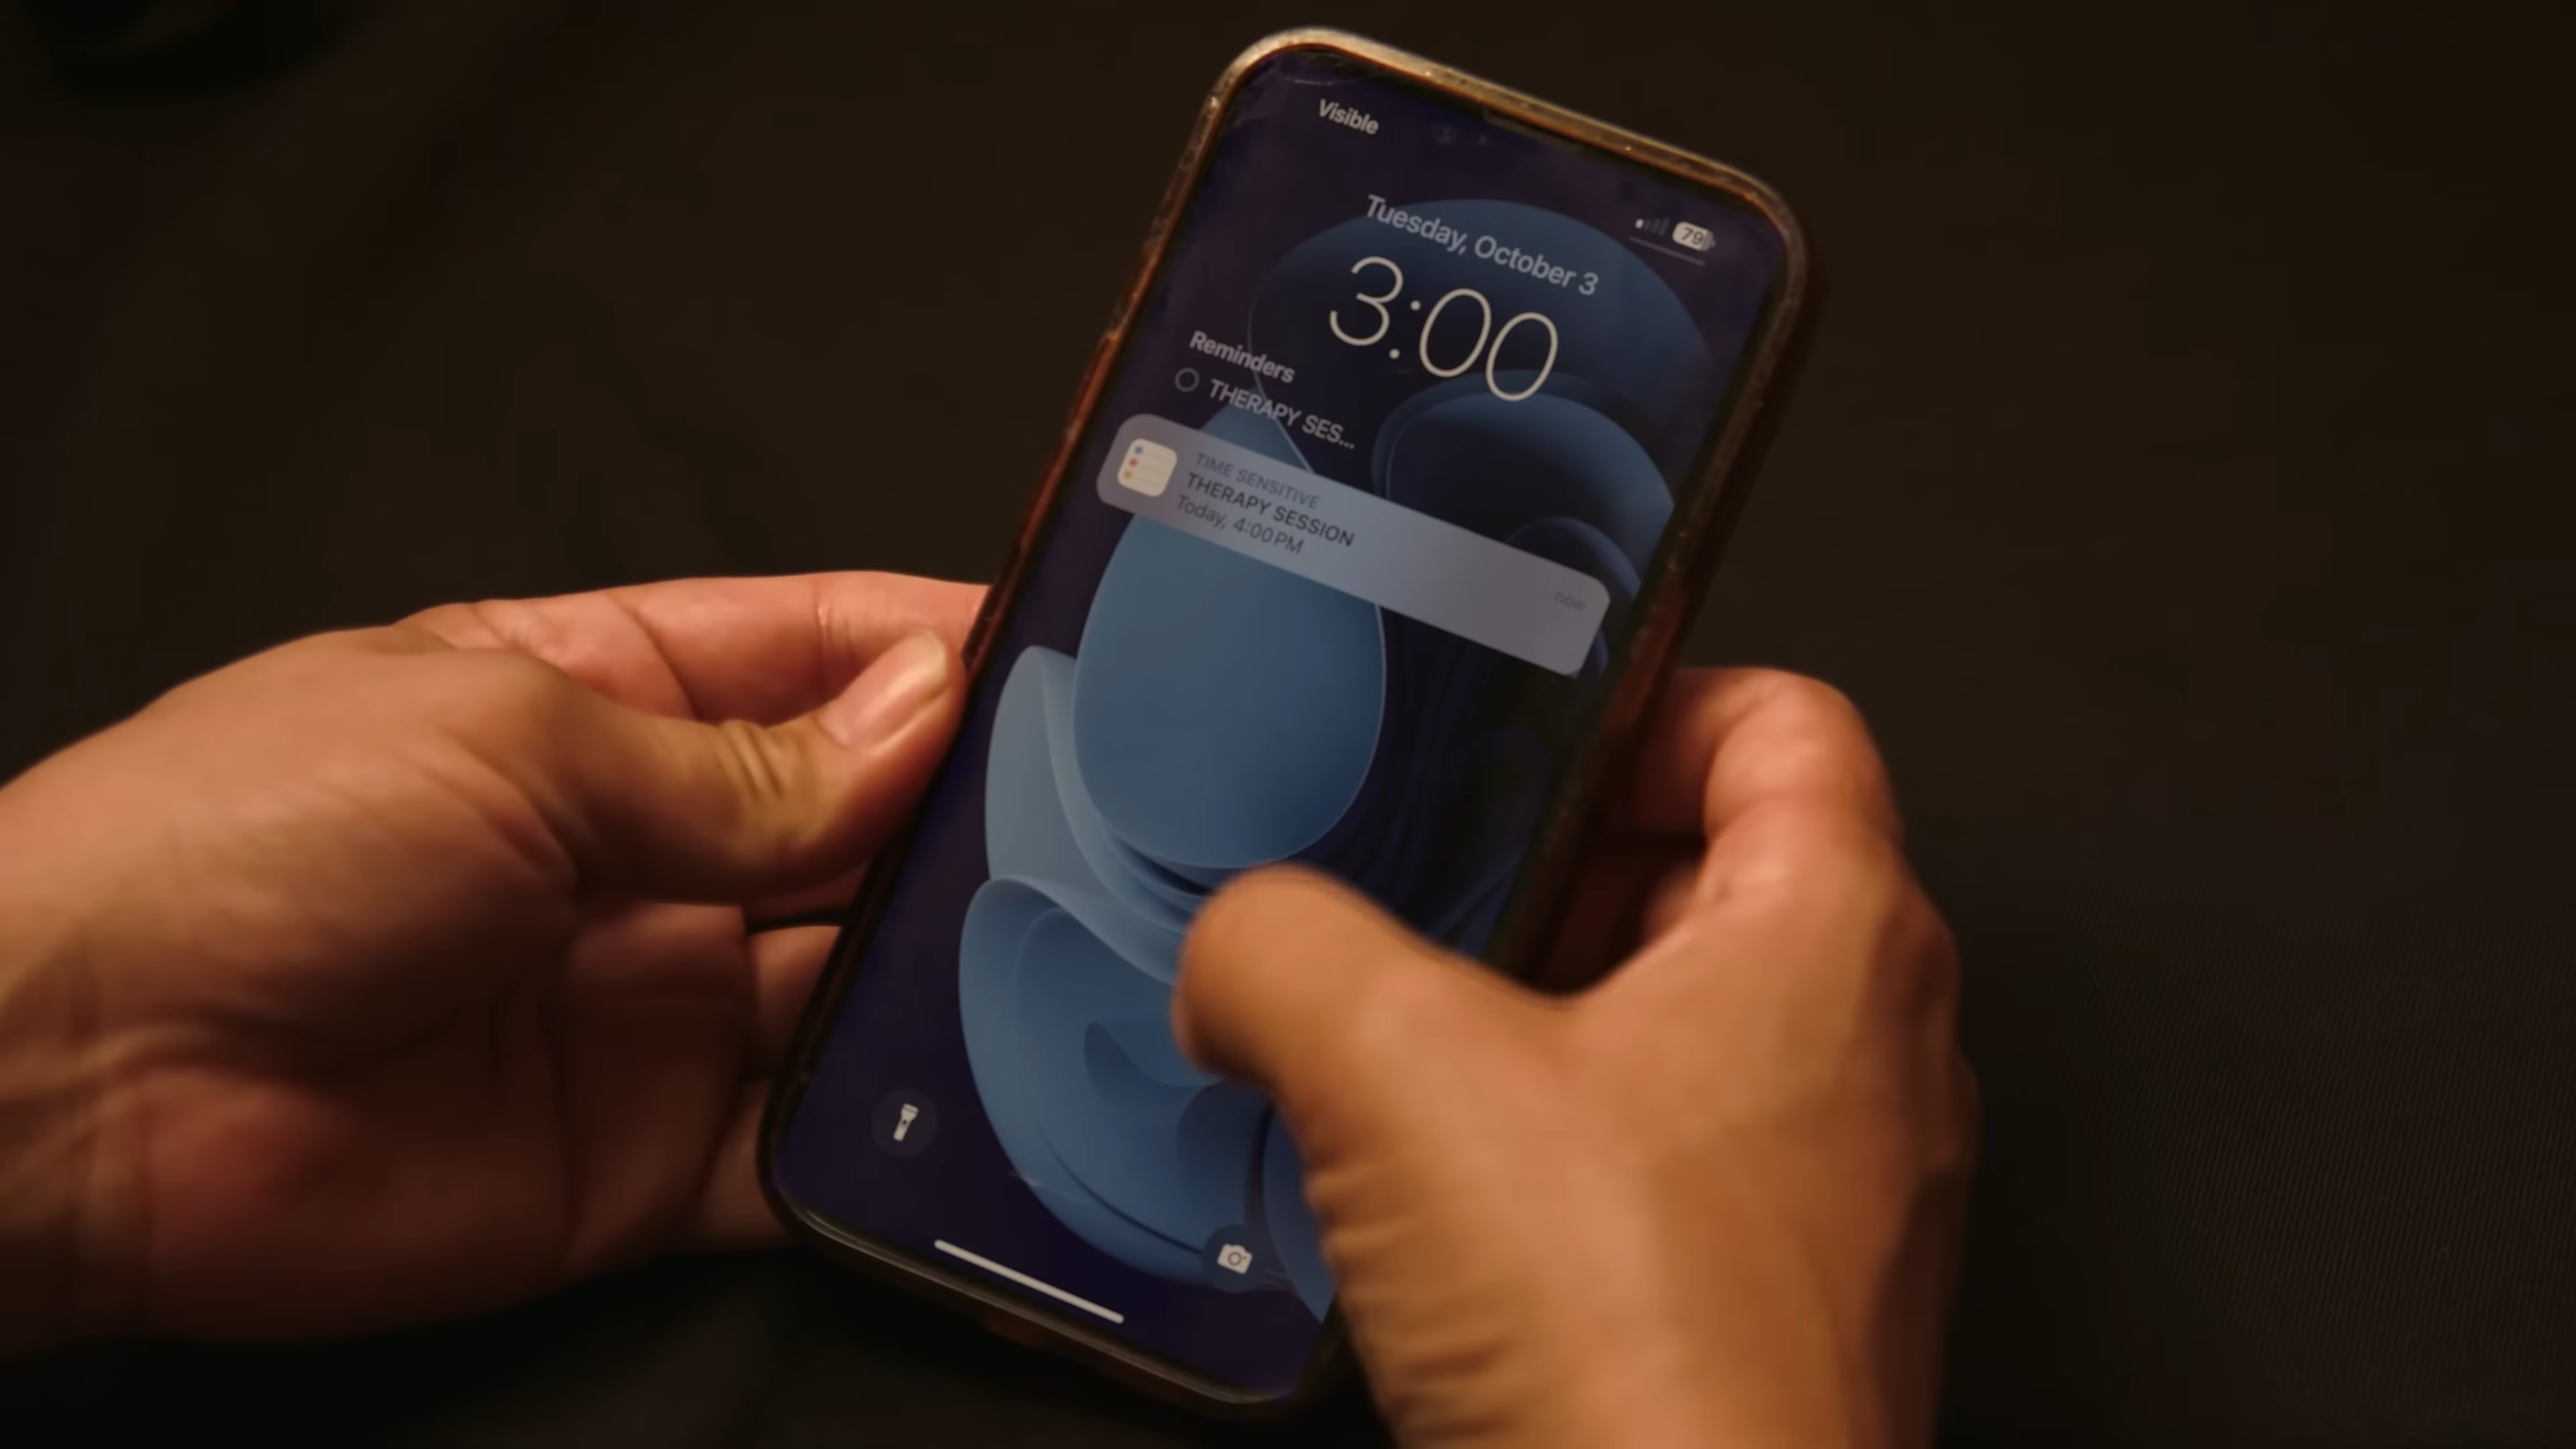 Visible
79
Tuesday, October 3
3:00
Reminders
THERAPY SES...
TIME SENSITIVE
THERAPY SESSION
now
Today, 4:00 PM